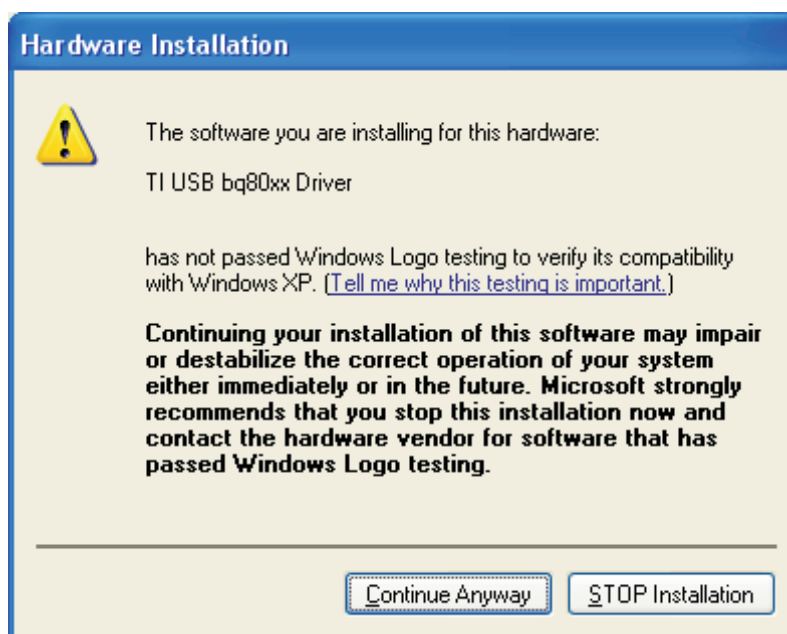 Hardware Installation
The software you are installing for this hardware:
TI USB bq80xx Driver
has not passed Windows Logo testing to verify its compatibility
with Windows XP. (Tell me why this testing is important.)
Continuing your installation of this software may impair
or destabilize the correct operation of your system
either immediately or in the future. Microsoft strongly
recommends that you stop this installation now and
contact the hardware vendor for software that has
passed Windows Logo testing.
Continue Anyway
STOP Installation